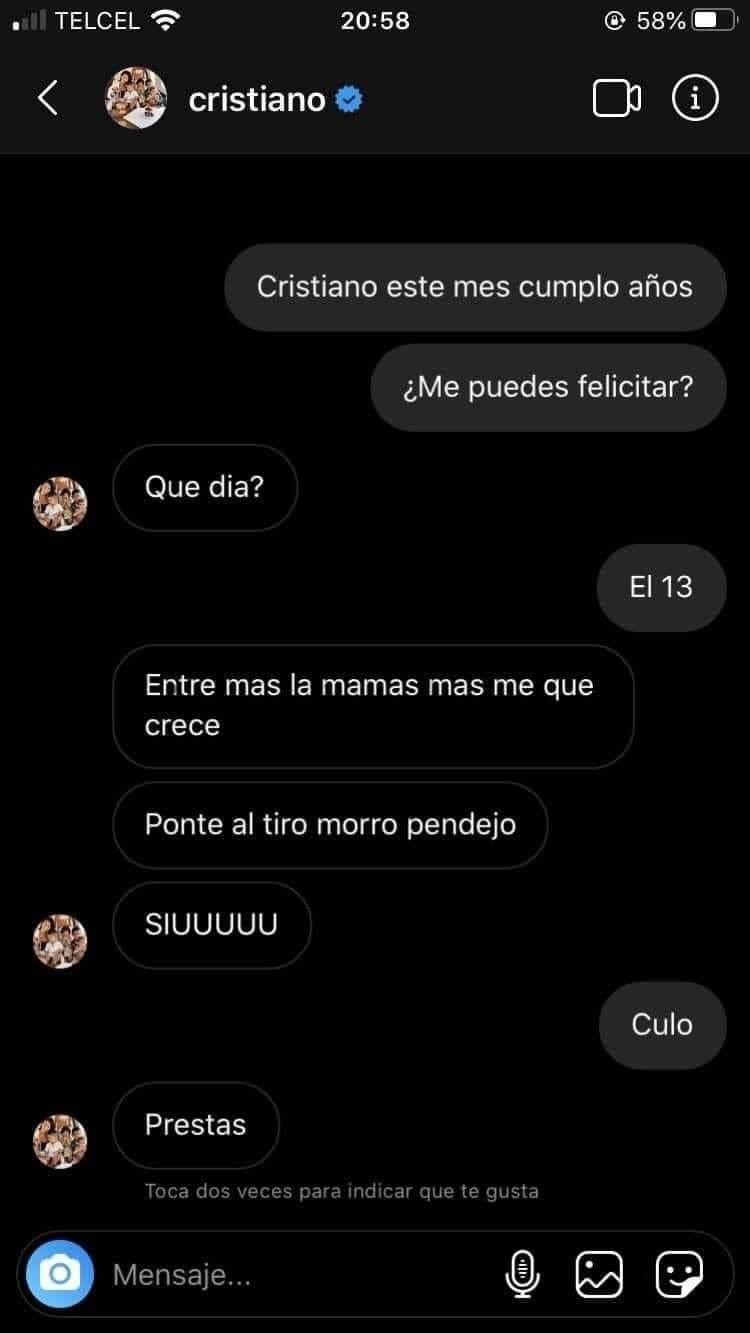 TELCEL 20:58 58%
cristiano
Cristiano este mes cumplo años
¿Me puedes felicitar?
Que dia?
El 13
Entre mas la mamas mas me que
crece
Ponte al tiro morro pendejo
SIUUUUU
Culo
Prestas
Toca dos veces para indicar que te gusta
Mensaje...